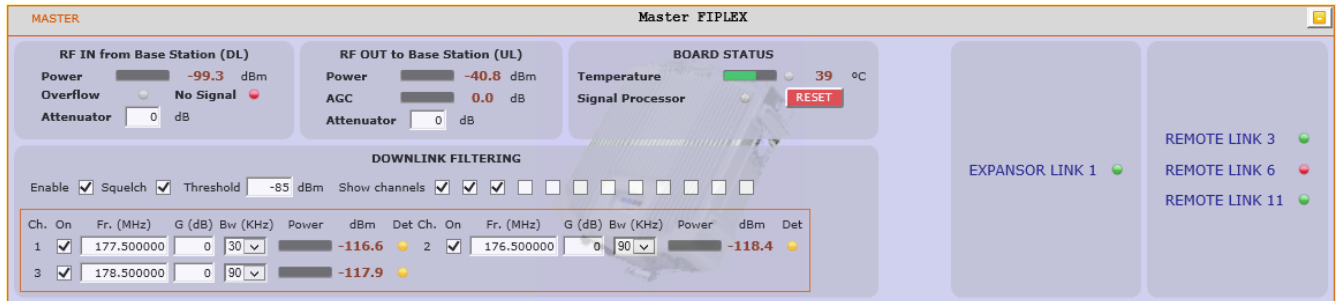 MASTER Master FIPLEX
RF IN from Base Station (DL)
Power -99.3 dBm
Overflow No Signal
Attenuator 0 dB
RF OUT to Base Station (UL)
Power -40.8 dBm
AGC 0.0 dB
Attenuator 0 dB
BOARD STATUS
Temperature 39 ºC
Signal Processor RESET
DOWNLINK FILTERING
Enable Squelch Threshold -85 dBm Show channels
Ch. On Fr. (MHz) G (dB) Bw (KHz) Power dBm Det Ch. On Fr. (MHz) G (dB) Bw (KHz) Power dBm Det
1 177.500000 0 30 -116.6 2 176.500000 0 90 -118.4
3 178.500000 0 90 -117.9
EXPANSOR LINK 1
REMOTE LINK 3
REMOTE LINK 6
REMOTE LINK 11